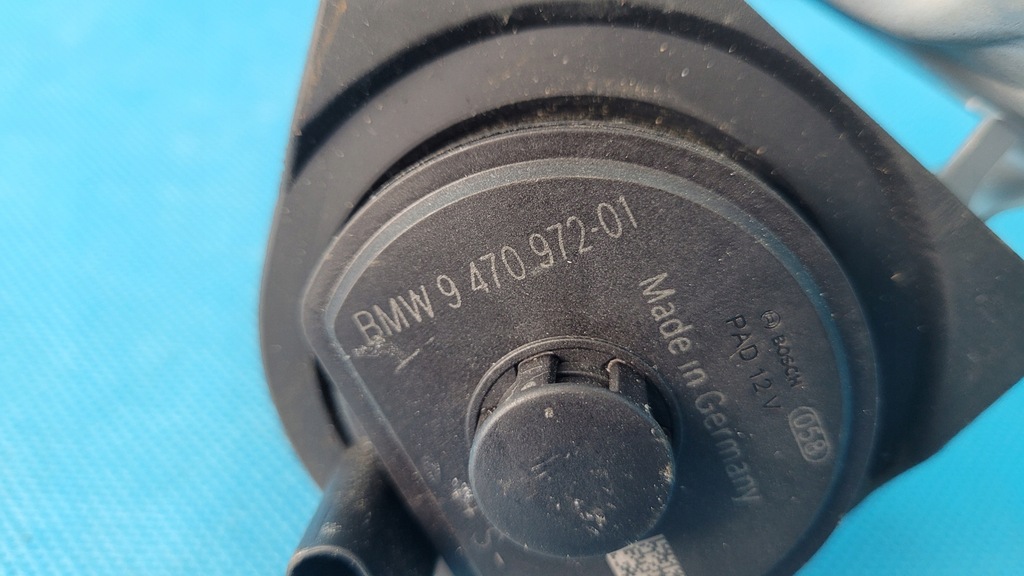 BMW 9 470 972-01
Made in Germany
BOSCH
PAD 12 V
058